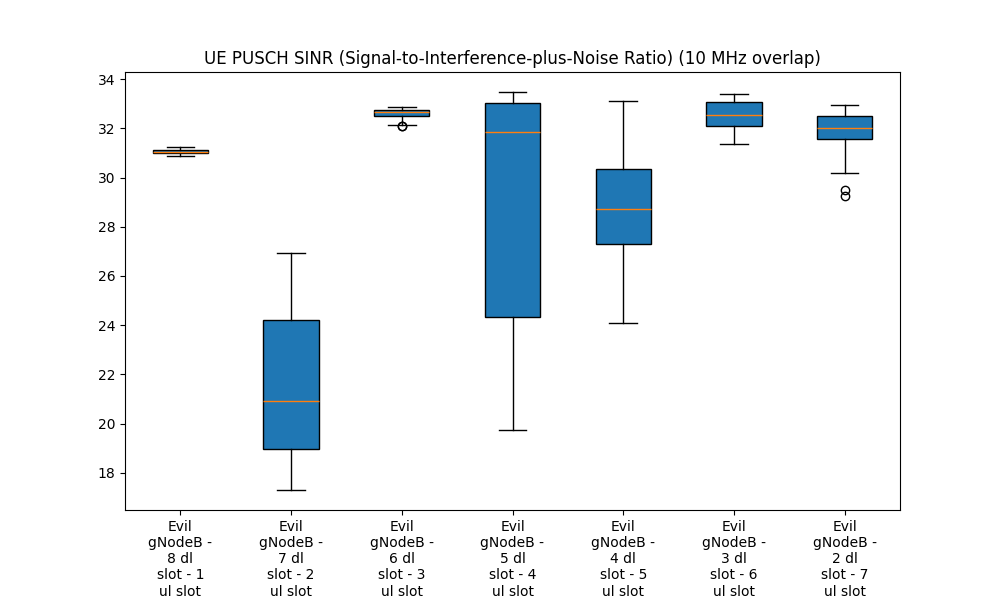 UE PUSCH SINR (Signal-to-Interference-plus-Noise Ratio) (10 MHz overlap)
34
32
30
28
26
24
22
20
18
Evil
gNodeB -
8 dl
slot - 1
ul slot
Evil
gNodeB -
7 dl
slot - 2
ul slot
Evil
gNodeB -
6 dl
slot - 3
ul slot
Evil
gNodeB -
5 dl
slot - 4
ul slot
Evil
gNodeB -
4 dl
slot - 5
ul slot
Evil
gNodeB -
3 dl
slot - 6
ul slot
Evil
gNodeB -
2 dl
slot - 7
ul slot